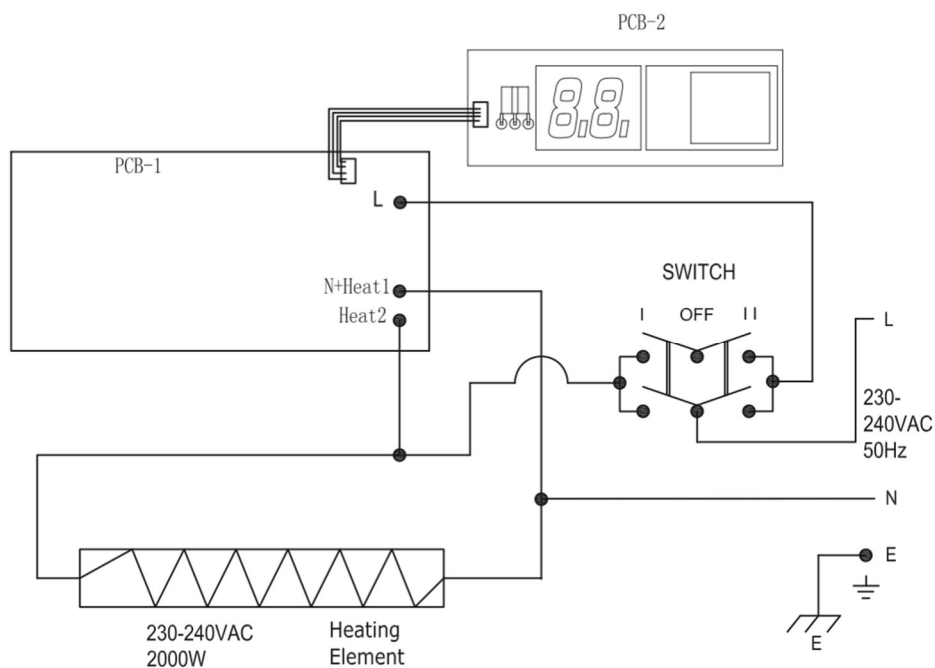 PCB-2
8.8.
PCB-1
L
SWITCH
N+Heat1
Heat2
I OFF II
L
230-
240VAC
50Hz
N
E
E
230-240VAC
2000W
Heating
Element